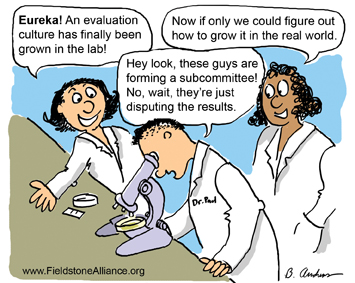 Eureka! An evaluation
culture has finally been
grown in the lab!
Now if only we could figure out
how to grow it in the real world.
Hey look, these guys are
forming a subcommittee!
No, wait, they're just
disputing the results.
Dr. Paul
www.FieldstoneAlliance.org